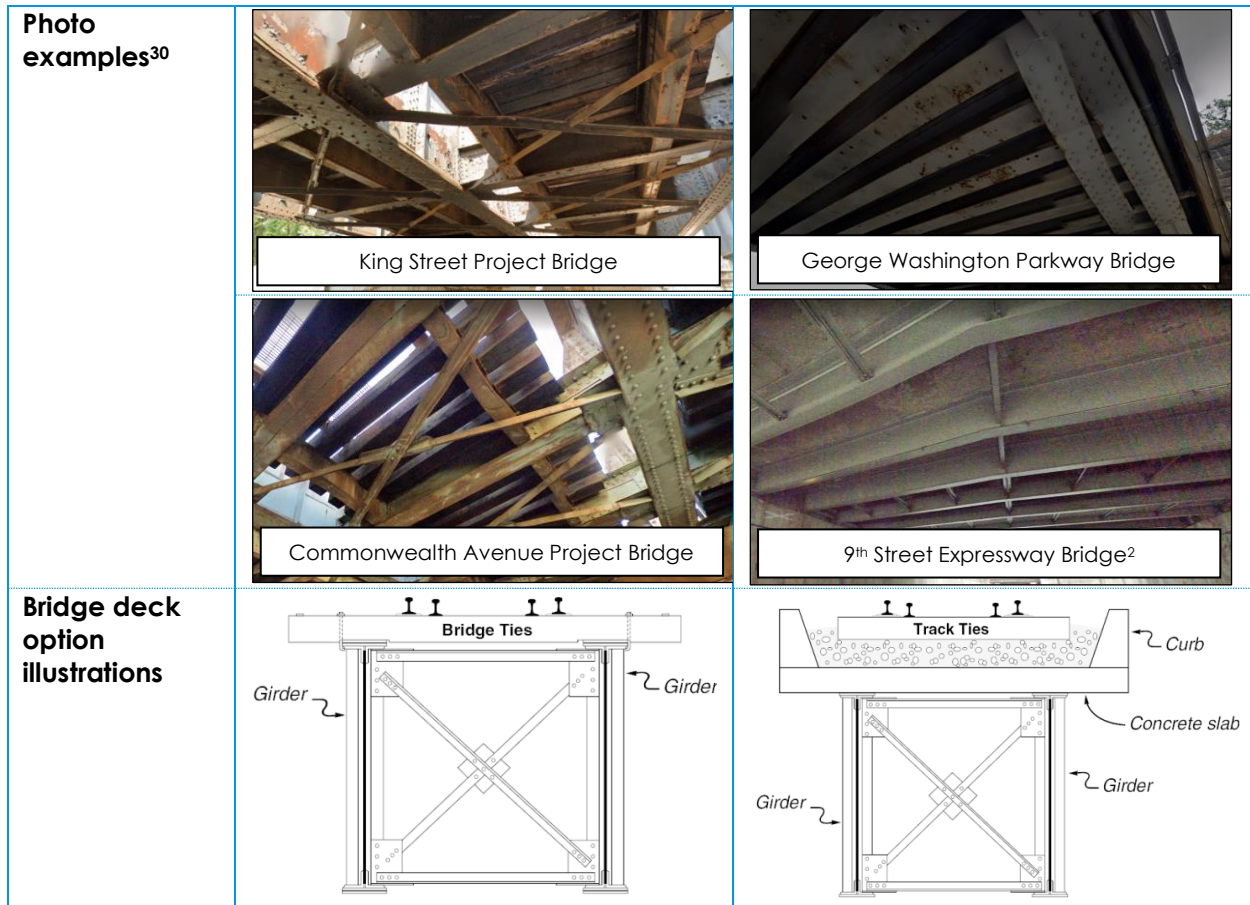 Photo
examples³⁰
King Street Project Bridge
George Washington Parkway Bridge
Commonwealth Avenue Project Bridge
9ᵗʰ Street Expressway Bridge²
Bridge deck
option
illustrations
Bridge Ties
Girder
Girder
Track Ties
Curb
Concrete slab
Girder
Girder